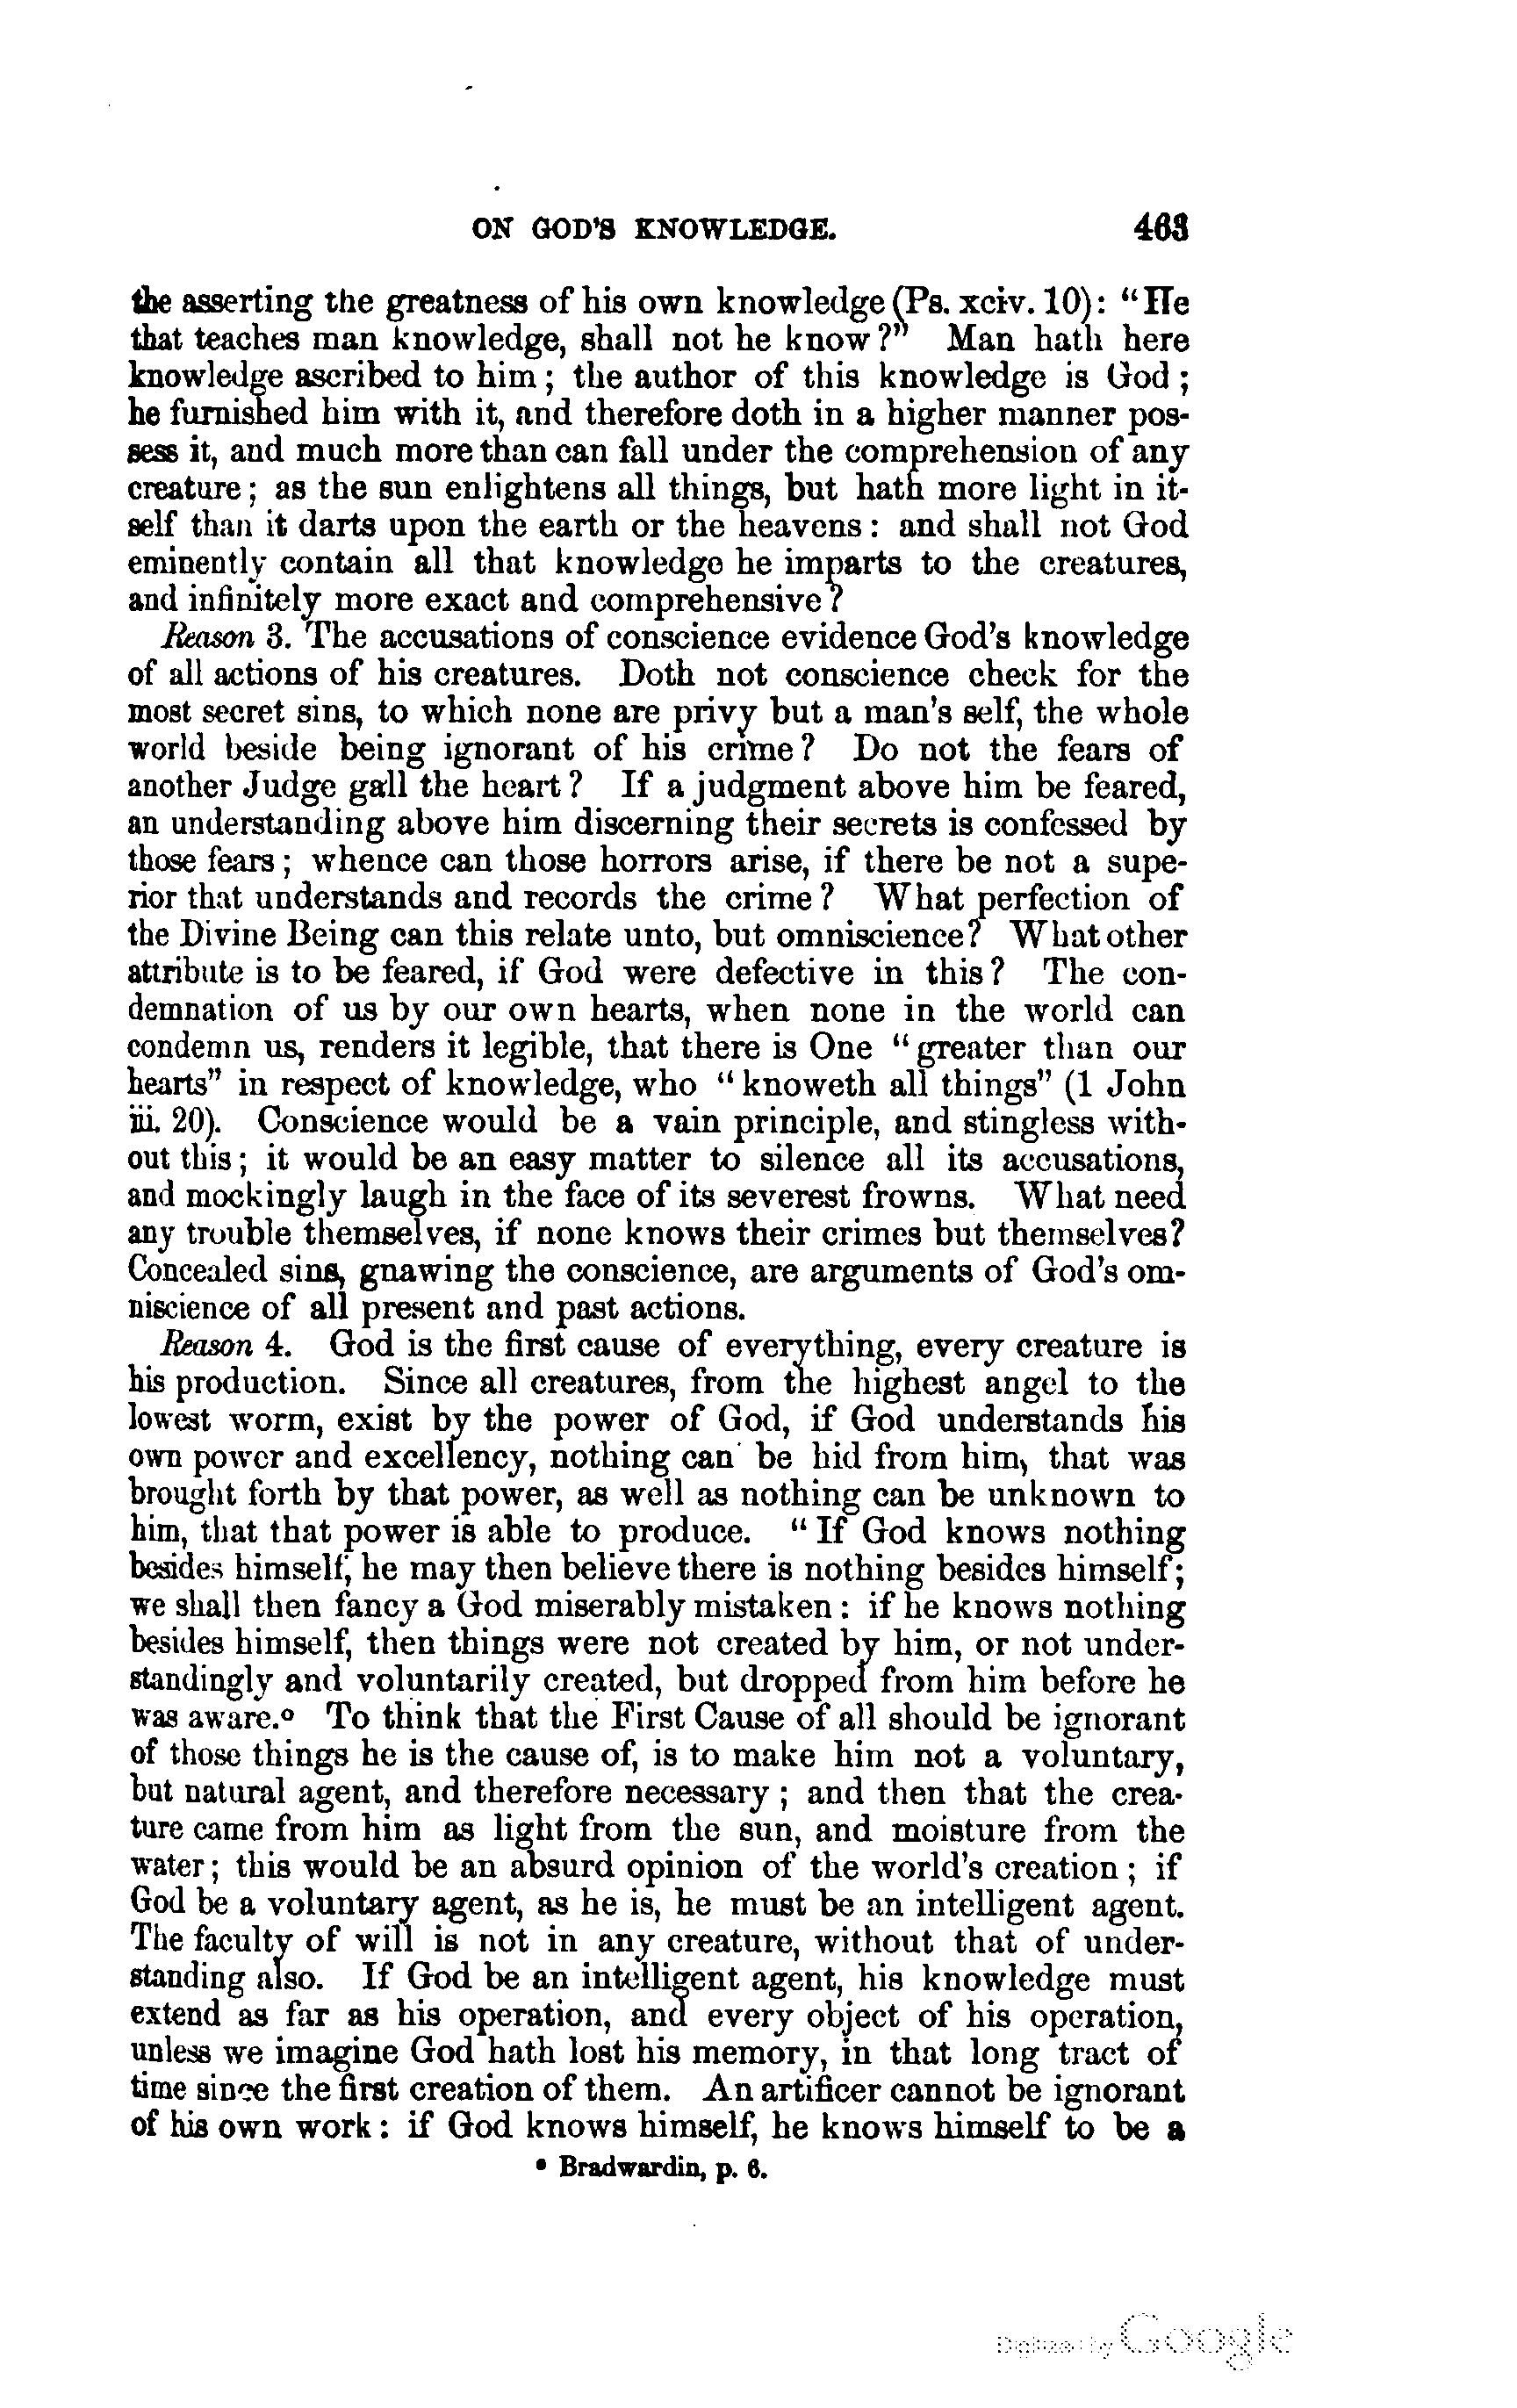 ON GOD'S KNOWLEDGE. 463
the asserting the greatness of his own knowledge (Ps. xciv. 10): "He
that teaches man knowledge, shall not he know?" Man hath here
knowledge ascribed to him; the author of this knowledge is God;
he furnished him with it, and therefore doth in a higher manner pos-
sess it, and much more than can fall under the comprehension of any
creature; as the sun enlightens all things, but hath more light in it-
self than it darts upon the earth or the heavens: and shall not God
eminently contain all that knowledge he imparts to the creatures,
and infinitely more exact and comprehensive?
Reason 3. The accusations of conscience evidence God's knowledge
of all actions of his creatures. Doth not conscience check for the
most secret sins, to which none are privy but a man's self, the whole
world beside being ignorant of his crime? Do not the fears of
another Judge gall the heart? If a judgment above him be feared,
an understanding above him discerning their secrets is confessed by
those fears; whence can those horrors arise, if there be not a supe-
rior that understands and records the crime? What perfection of
the Divine Being can this relate unto, but omniscience? What other
attribute is to be feared, if God were defective in this? The con-
demnation of us by our own hearts, when none in the world can
condemn us, renders it legible, that there is One "greater than our
hearts" in respect of knowledge, who "knoweth all things" (1 John
iii. 20). Conscience would be a vain principle, and stingless with-
out this; it would be an easy matter to silence all its accusations,
and mockingly laugh in the face of its severest frowns. What need
any trouble themselves, if none knows their crimes but themselves?
Concealed sins, gnawing the conscience, are arguments of God's om-
niscience of all present and past actions.
Reason 4. God is the first cause of everything, every creature is
his production. Since all creatures, from the highest angel to the
lowest worm, exist by the power of God, if God understands his
own power and excellency, nothing can be hid from him, that was
brought forth by that power, as well as nothing can be unknown to
him, that that power is able to produce. "If God knows nothing
besides himself, he may then believe there is nothing besides himself;
we shall then fancy a God miserably mistaken: if he knows nothing
besides himself, then things were not created by him, or not under-
standingly and voluntarily created, but dropped from him before he
was aware.º To think that the First Cause of all should be ignorant
of those things he is the cause of, is to make him not a voluntary,
but natural agent, and therefore necessary; and then that the crea-
ture came from him as light from the sun, and moisture from the
water; this would be an absurd opinion of the world's creation; if
God be a voluntary agent, as he is, he must be an intelligent agent.
The faculty of will is not in any creature, without that of under-
standing also. If God be an intelligent agent, his knowledge must
extend as far as his operation, and every object of his operation,
unless we imagine God hath lost his memory, in that long tract of
time since the first creation of them. An artificer cannot be ignorant
of his own work: if God knows himself, he knows himself to be a
º Bradwardin, p. 6.
Digitized by Google